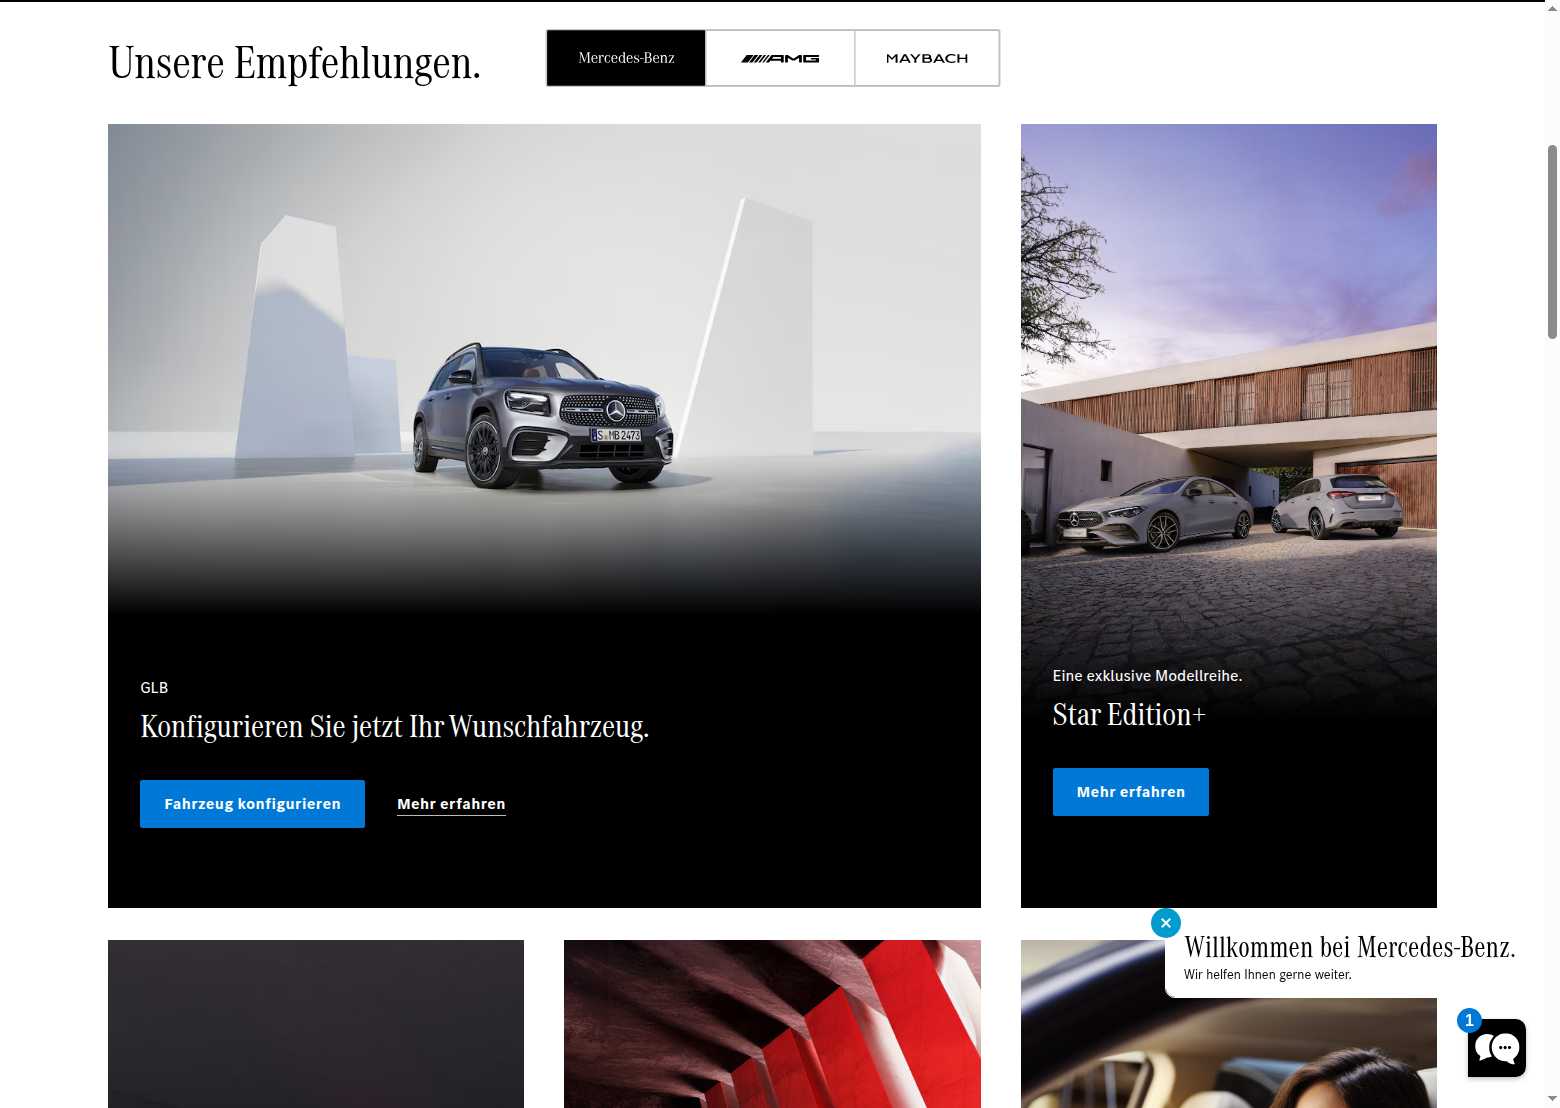 Unsere Empfehlungen.
Mercedes-Benz
AMG
MAYBACH
S MB 2473
GLB
Konfigurieren Sie jetzt Ihr Wunschfahrzeug.
Fahrzeug konfigurieren
Mehr erfahren
Eine exklusive Modellreihe.
Star Edition+
Mehr erfahren
Willkommen bei Mercedes-Benz.
Wir helfen Ihnen gerne weiter.
1